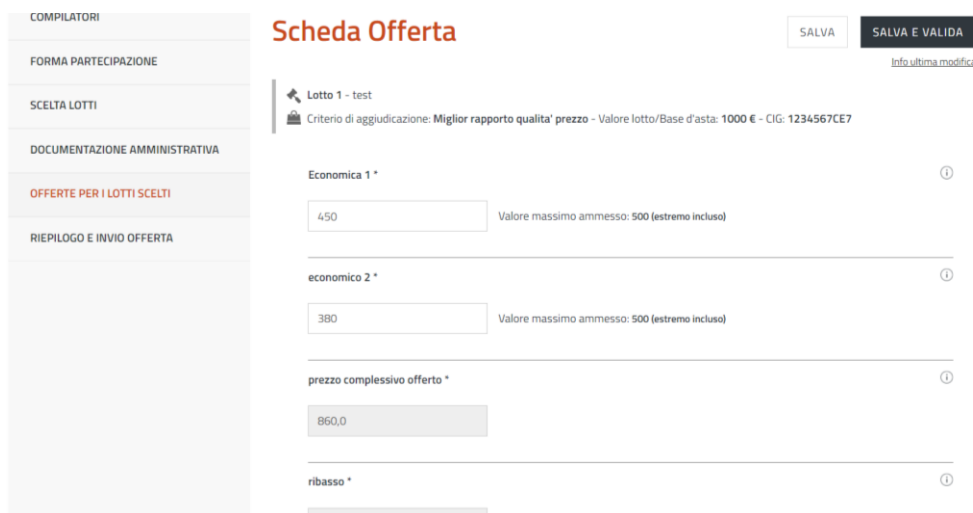 COMPILATORI
FORMA PARTECIPAZIONE
SCELTA LOTTI
DOCUMENTAZIONE AMMINISTRATIVA
OFFERTE PER I LOTTI SCELTI
RIEPILOGO E INVIO OFFERTA
Scheda Offerta
SALVA
SALVA E VALIDA
Info ultima modifica
Lotto 1 - test
Criterio di aggiudicazione: Miglior rapporto qualita' prezzo - Valore lotto/Base d'asta: 1000 € - CIG: 1234567CE7
Economica 1 *
450 Valore massimo ammesso: 500 (estremo incluso)
economico 2 *
380 Valore massimo ammesso: 500 (estremo incluso)
prezzo complessivo offerto *
860,0
ribasso *